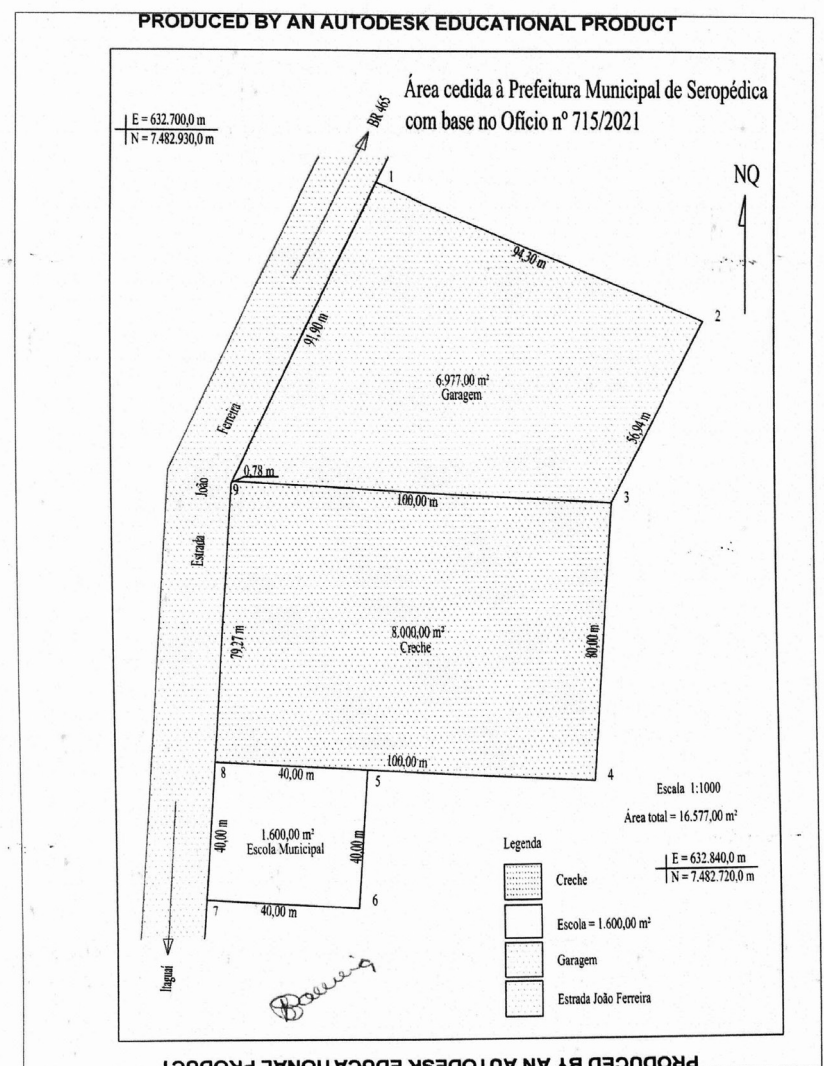 PRODUCED BY AN AUTODESK EDUCATIONAL PRODUCT
Área cedida à Prefeitura Municipal de Seropédica
com base no Ofício nº 715/2021
E = 632.700,0 m
N = 7.482.930,0 m
BR 465
1
NQ
94,30 m
2
91,90 m
6.977,00 m²
Garagem
56,94 m
Ferreira
0,78 m
João
9
100,00 m
3
Estrada
79,27 m
8.000,00 m²
Creche
80,00 m
100,00 m
8
40,00 m
5
4
Escala 1:1000
Área total = 16.577,00 m²
40,00 m
1.600,00 m²
Escola Municipal
40,00 m
Legenda
E = 632.840,0 m
N = 7.482.720,0 m
Creche
7
40,00 m
6
Escola = 1.600,00 m²
Garagem
Itaguaí
Estrada João Ferreira
PRODUCED BY AN AUTODESK EDUCATIONAL PRODUCT